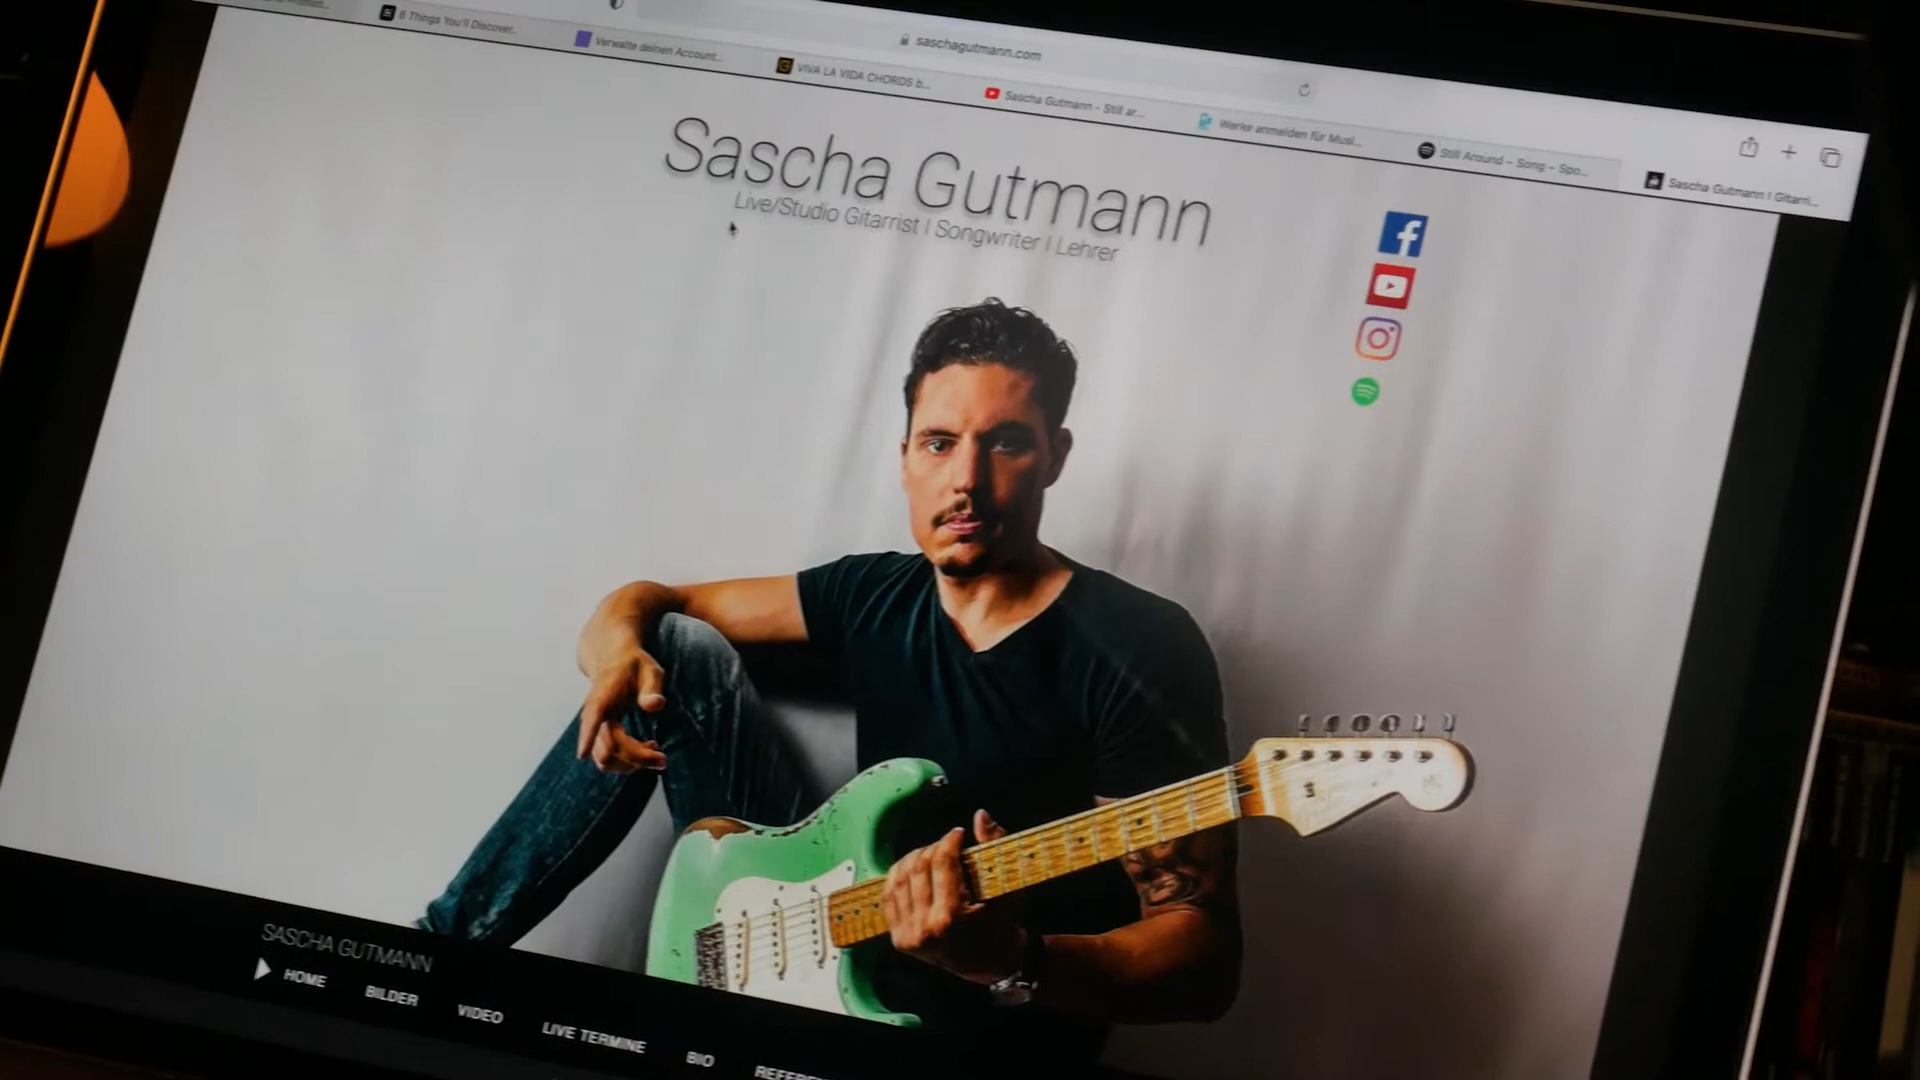 6 Things You'll Discover...
Verwalte deinen Account...
VIVA LA VIDA CHORDS b...
Sascha Gutmann - Still ar...
Werke anmelden für Musi...
Still Around – Song – Spo...
Sascha Gutmann I Gitarri...
saschagutmann.com
Sascha Gutmann
Live/Studio Gitarrist I Songwriter I Lehrer
SASCHA GUTMANN
HOME BILDER VIDEO LIVE TERMINE BIO